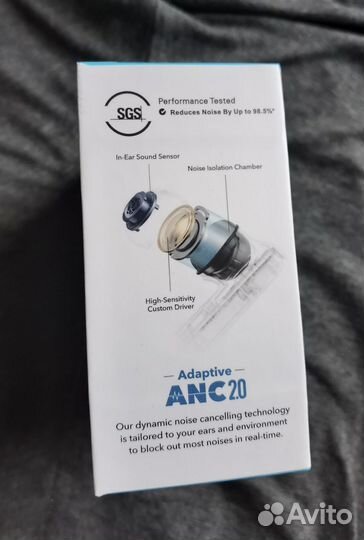 SGS
Performance Tested
Reduces Noise By Up to 98.5%*
In-Ear Sound Sensor
Noise Isolation Chamber
High-Sensitivity
Custom Driver
Adaptive
ANC 2.0
Our dynamic noise cancelling technology
is tailored to your ears and environment
to block out most noises in real-time.
Avito